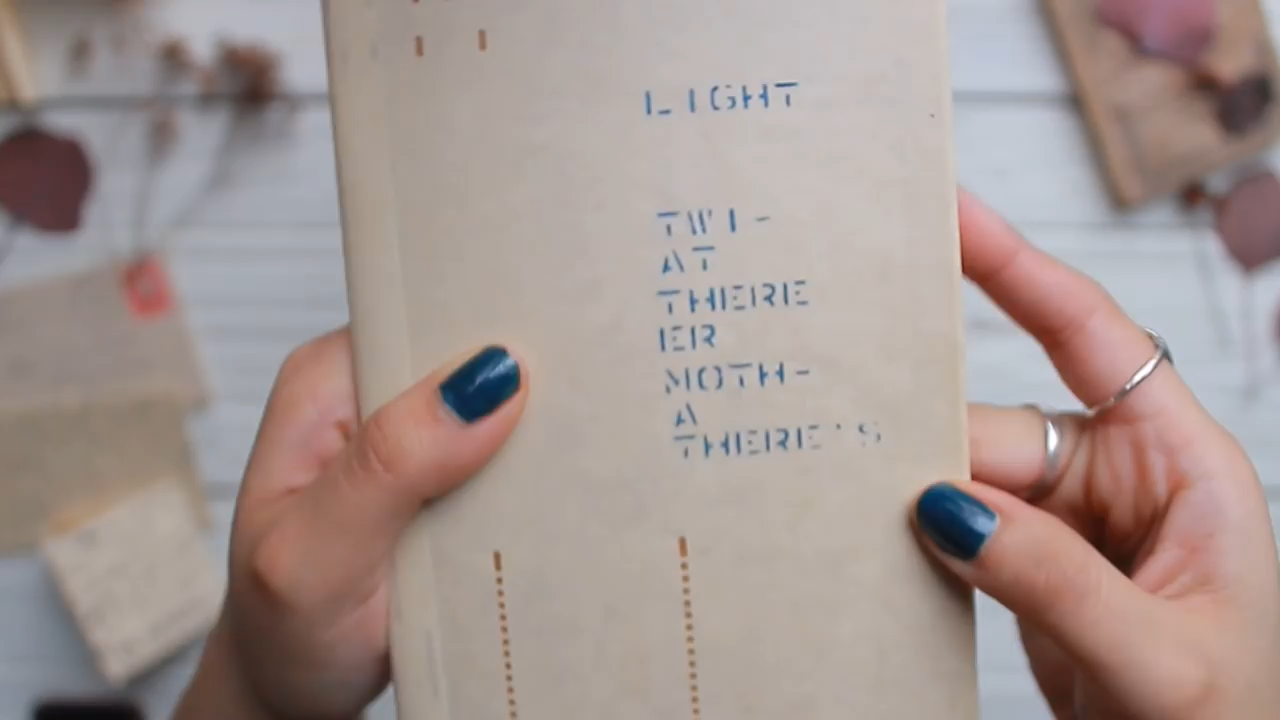 LIGHT
TWI-
AT
THERE
ER
MOTH-
A
THERE'S